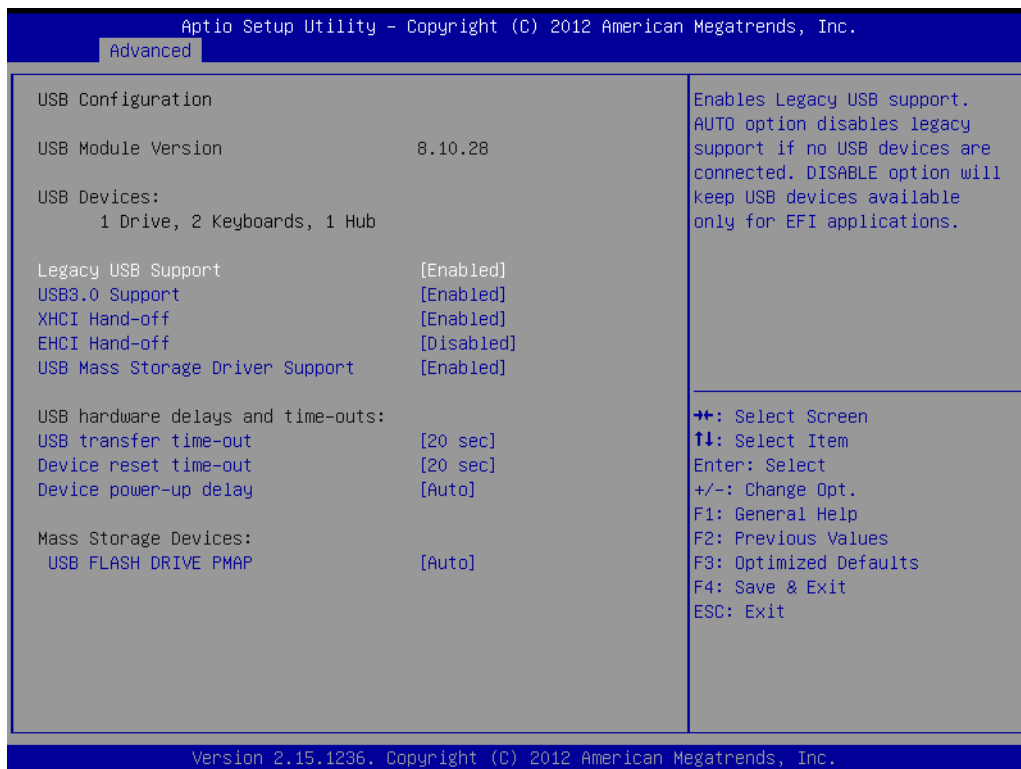 Aptio Setup Utility – Copyright (C) 2012 American Megatrends, Inc.
Advanced
USB Configuration
USB Module Version 8.10.28
USB Devices:
1 Drive, 2 Keyboards, 1 Hub
Legacy USB Support [Enabled]
USB3.0 Support [Enabled]
XHCI Hand-off [Enabled]
EHCI Hand-off [Disabled]
USB Mass Storage Driver Support [Enabled]
USB hardware delays and time-outs:
USB transfer time-out [20 sec]
Device reset time-out [20 sec]
Device power-up delay [Auto]
Mass Storage Devices:
USB FLASH DRIVE PMAP [Auto]
Enables Legacy USB support.
AUTO option disables legacy
support if no USB devices are
connected. DISABLE option will
keep USB devices available
only for EFI applications.
→←: Select Screen
↑↓: Select Item
Enter: Select
+/-: Change Opt.
F1: General Help
F2: Previous Values
F3: Optimized Defaults
F4: Save & Exit
ESC: Exit
Version 2.15.1236. Copyright (C) 2012 American Megatrends, Inc.